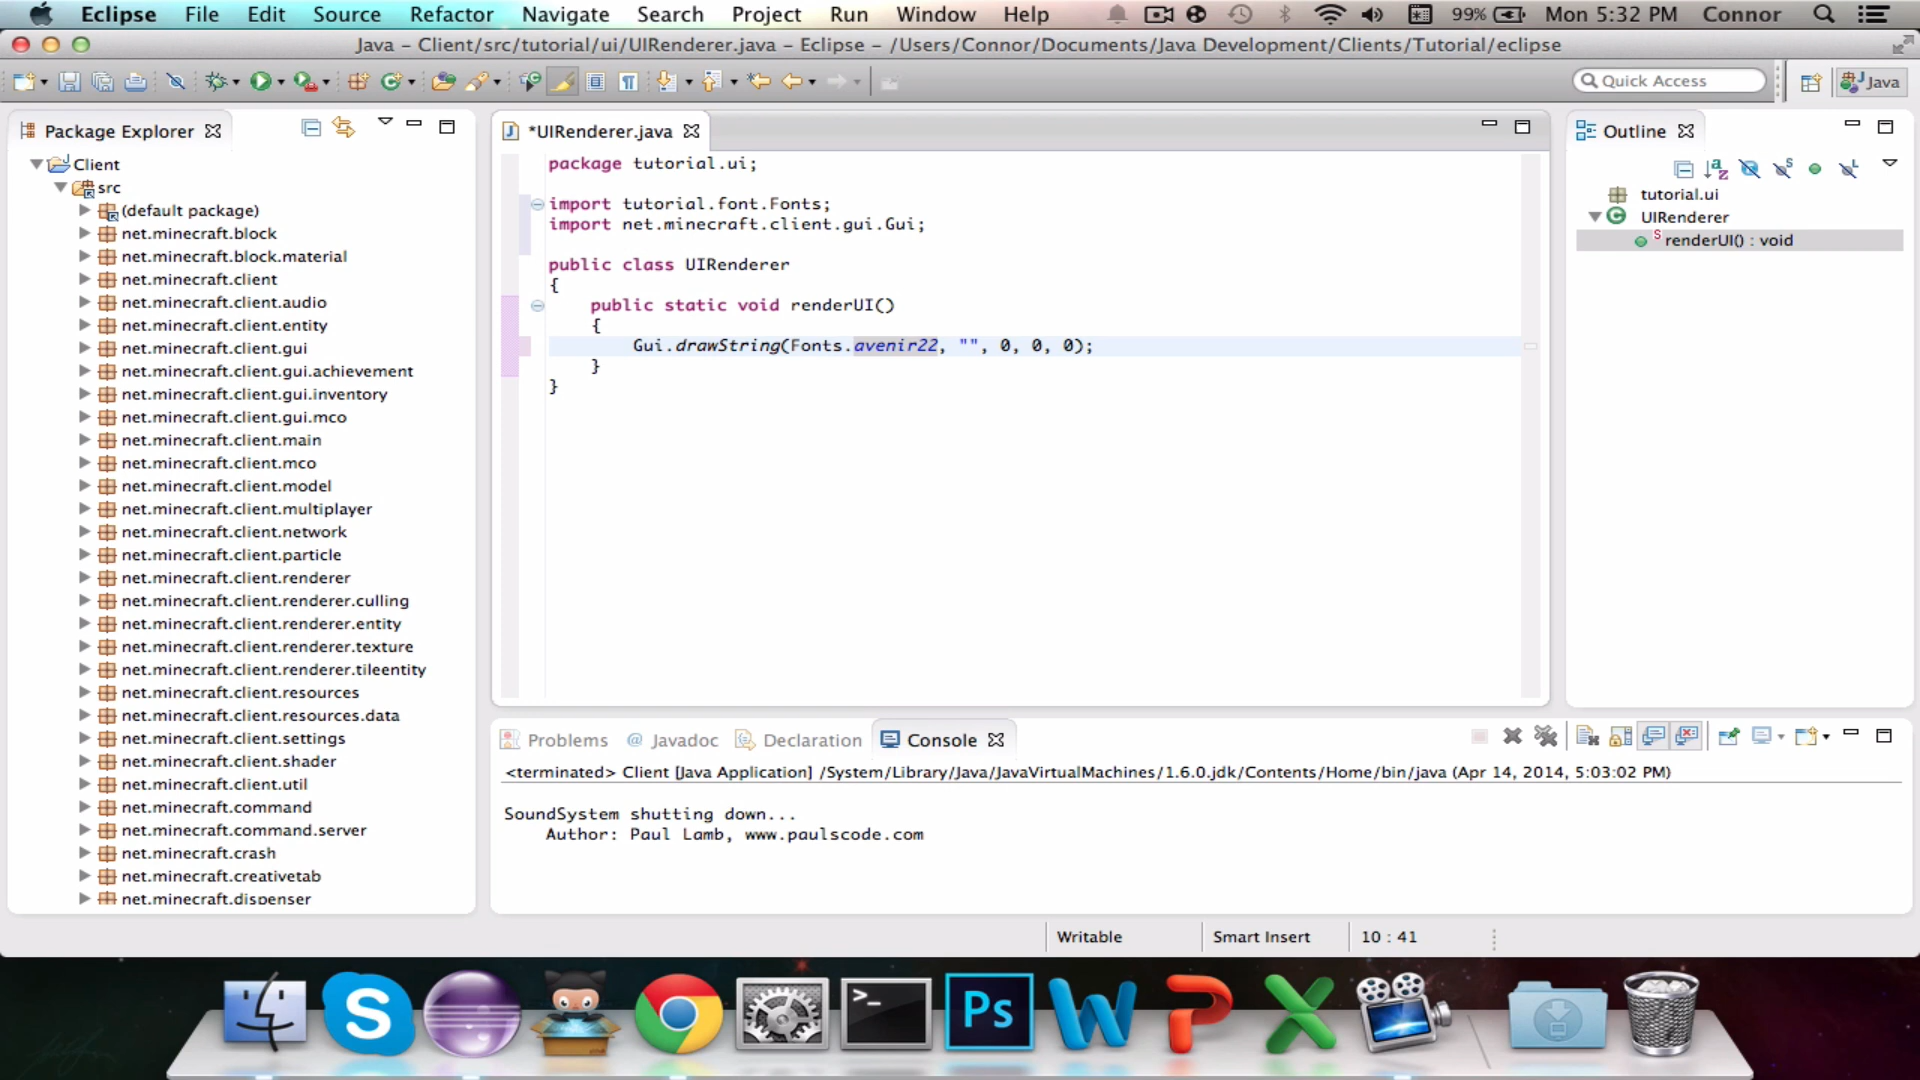 Eclipse File Edit Source Refactor Navigate Search Project Run Window Help 99% Mon 5:32 PM Connor
Java – Client/src/tutorial/ui/UIRenderer.java – Eclipse – /Users/Connor/Documents/Java Development/Clients/Tutorial/eclipse
Quick Access
Java
Package Explorer
Client
src
(default package)
net.minecraft.block
net.minecraft.block.material
net.minecraft.client
net.minecraft.client.audio
net.minecraft.client.entity
net.minecraft.client.gui
net.minecraft.client.gui.achievement
net.minecraft.client.gui.inventory
net.minecraft.client.gui.mco
net.minecraft.client.main
net.minecraft.client.mco
net.minecraft.client.model
net.minecraft.client.multiplayer
net.minecraft.client.network
net.minecraft.client.particle
net.minecraft.client.renderer
net.minecraft.client.renderer.culling
net.minecraft.client.renderer.entity
net.minecraft.client.renderer.texture
net.minecraft.client.renderer.tileentity
net.minecraft.client.resources
net.minecraft.client.resources.data
net.minecraft.client.settings
net.minecraft.client.shader
net.minecraft.client.util
net.minecraft.command
net.minecraft.command.server
net.minecraft.crash
net.minecraft.creativetab
net.minecraft.dispenser
*UIRenderer.java
package tutorial.ui;
import tutorial.font.Fonts;
import net.minecraft.client.gui.Gui;
public class UIRenderer
{
public static void renderUI()
{
Gui.drawString(Fonts.avenir22, "", 0, 0, 0);
}
}
Outline
tutorial.ui
UIRenderer
renderUI() : void
Problems @ Javadoc Declaration Console
<terminated> Client [Java Application] /System/Library/Java/JavaVirtualMachines/1.6.0.jdk/Contents/Home/bin/java (Apr 14, 2014, 5:03:02 PM)
SoundSystem shutting down...
Author: Paul Lamb, www.paulscode.com
Writable Smart Insert 10 : 41
Ps